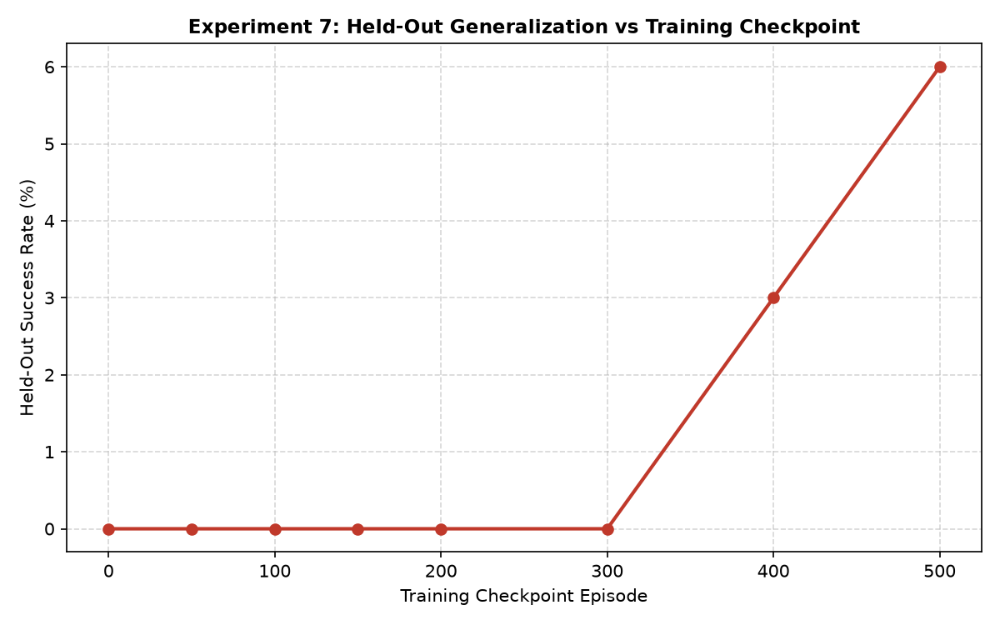 Experiment 7: Held-Out Generalization vs Training Checkpoint
Held-Out Success Rate (%)
6
5
4
3
2
1
0
0 100 200 300 400 500
Training Checkpoint Episode